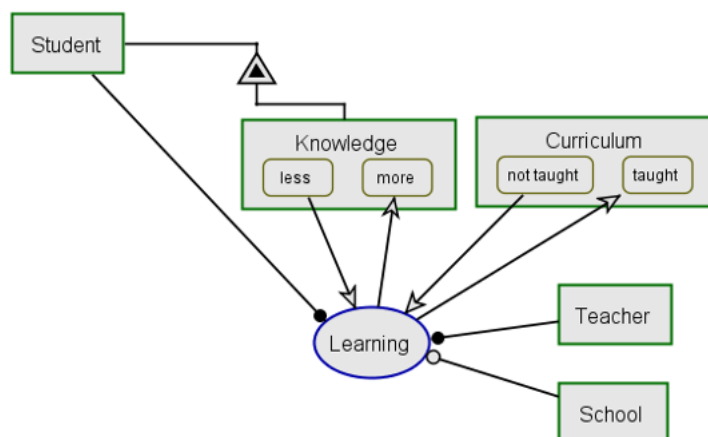 Student
Knowledge
less
more
Curriculum
not taught
taught
Teacher
Learning
School